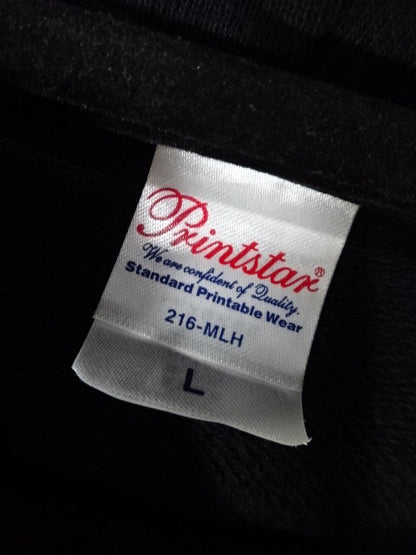 Printstar®
We are confident of Quality.
Standard Printable Wear
216-MLH
L